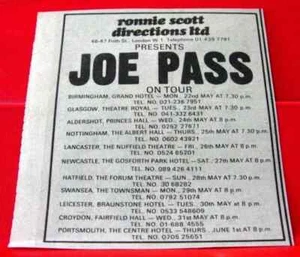 ronnie scott
directions ltd
PRESENTS
JOE PASS
ON TOUR
BIRMINGHAM, GRAND HOTEL — MON., 22nd MAY AT 7.30 p.m.
TEL. NO. 021-236 7951
GLASGOW, THEATRE ROYAL — TUES., 23rd MAY AT 7.30 p.m.
TEL. NO. 041-332 6431
ALDERSHOT, PRINCES HALL — WED., 24th MAY AT 8 p.m.
TEL. NO. 0252 27671
NOTTINGHAM, THE ALBERT HALL — THURS., 25th MAY AT 7.30 p.m.
TEL. NO. 0602 43921
LANCASTER, THE NUFFIELD THEATRE — FRI., 26th MAY AT 8 p.m.
TEL. NO. 0524 65201
NEWCASTLE, THE GOSFORTH PARK HOTEL — SAT., 27th MAY AT 8 p.m.
TEL. NO. 089 426 4111
HATFIELD, THE FORUM THEATRE — SUN., 28th MAY AT 7.30 p.m.
TEL. NO. 30 68282
SWANSEA, THE TOWNSMAN — MON., 29th MAY AT 8 p.m.
TEL. NO. 0792 51074
LEICESTER, BRAUNSTONE HOTEL — TUES., 30th MAY at 8 p.m.
TEL. NO. 0533 548609
CROYDON, FAIRFIELD HALL — WED., 31st MAY AT 8 p.m.
TEL. NO. 01-688 4555
PORTSMOUTH, THE CENTRE HOTEL — THURS., JUNE 1st AT 8 p.m.
TEL. NO. 0705 25651